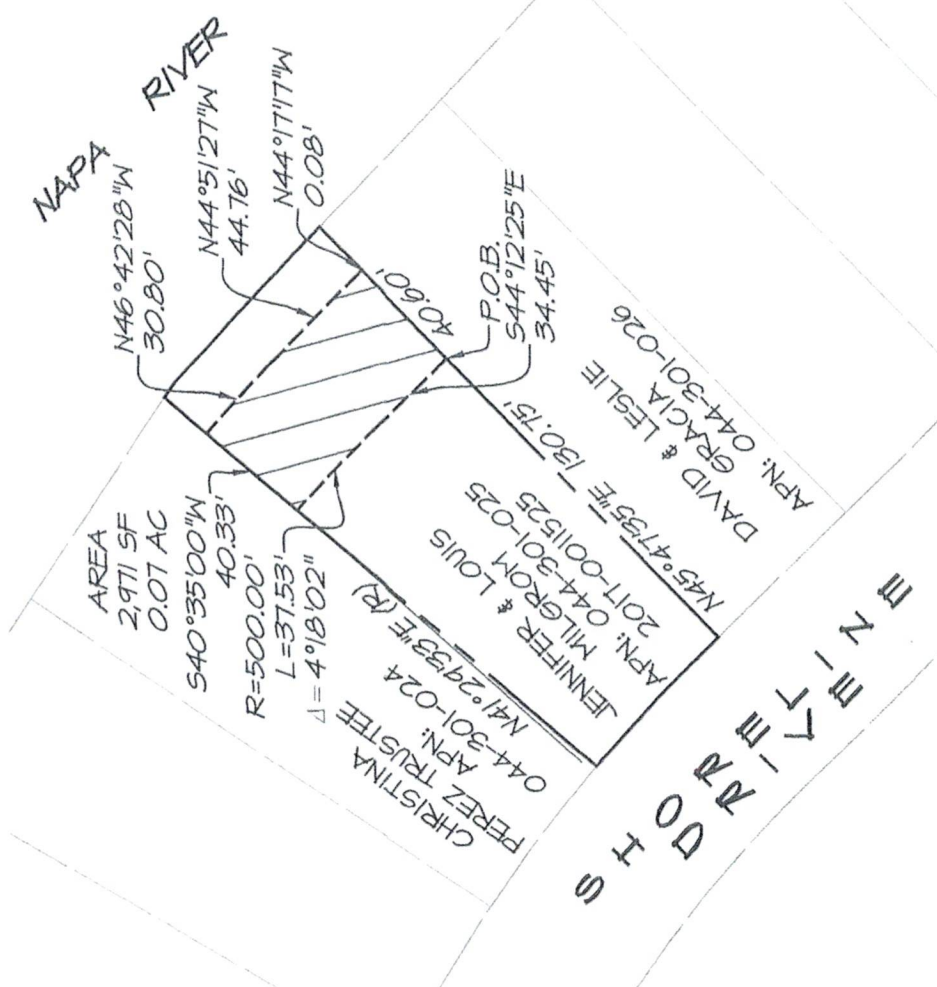 NAPA RIVER
N46°42'28"W
30.80'
N44°51'27"W
44.76'
N44°17'17"W
0.08'
40.60'
P.O.B.
S44°12'25"E
34.45'
AREA
2,971 SF
0.07 AC
S40°35'00"W
40.33'
R=500.00'
L=37.53'
Δ=4°18'02"
N41°29'33"E (R)
CHRISTINA
PEREZ TRUSTEE
APN:
044-301-024
JENNIFER & LOUIS
MILGROM
APN: 044-301-025
2017-0011525
N45°47'35"E 130.75'
DAVID & LESLIE
GRACIA
APN: 044-301-026
SHORELINE
DRIVE